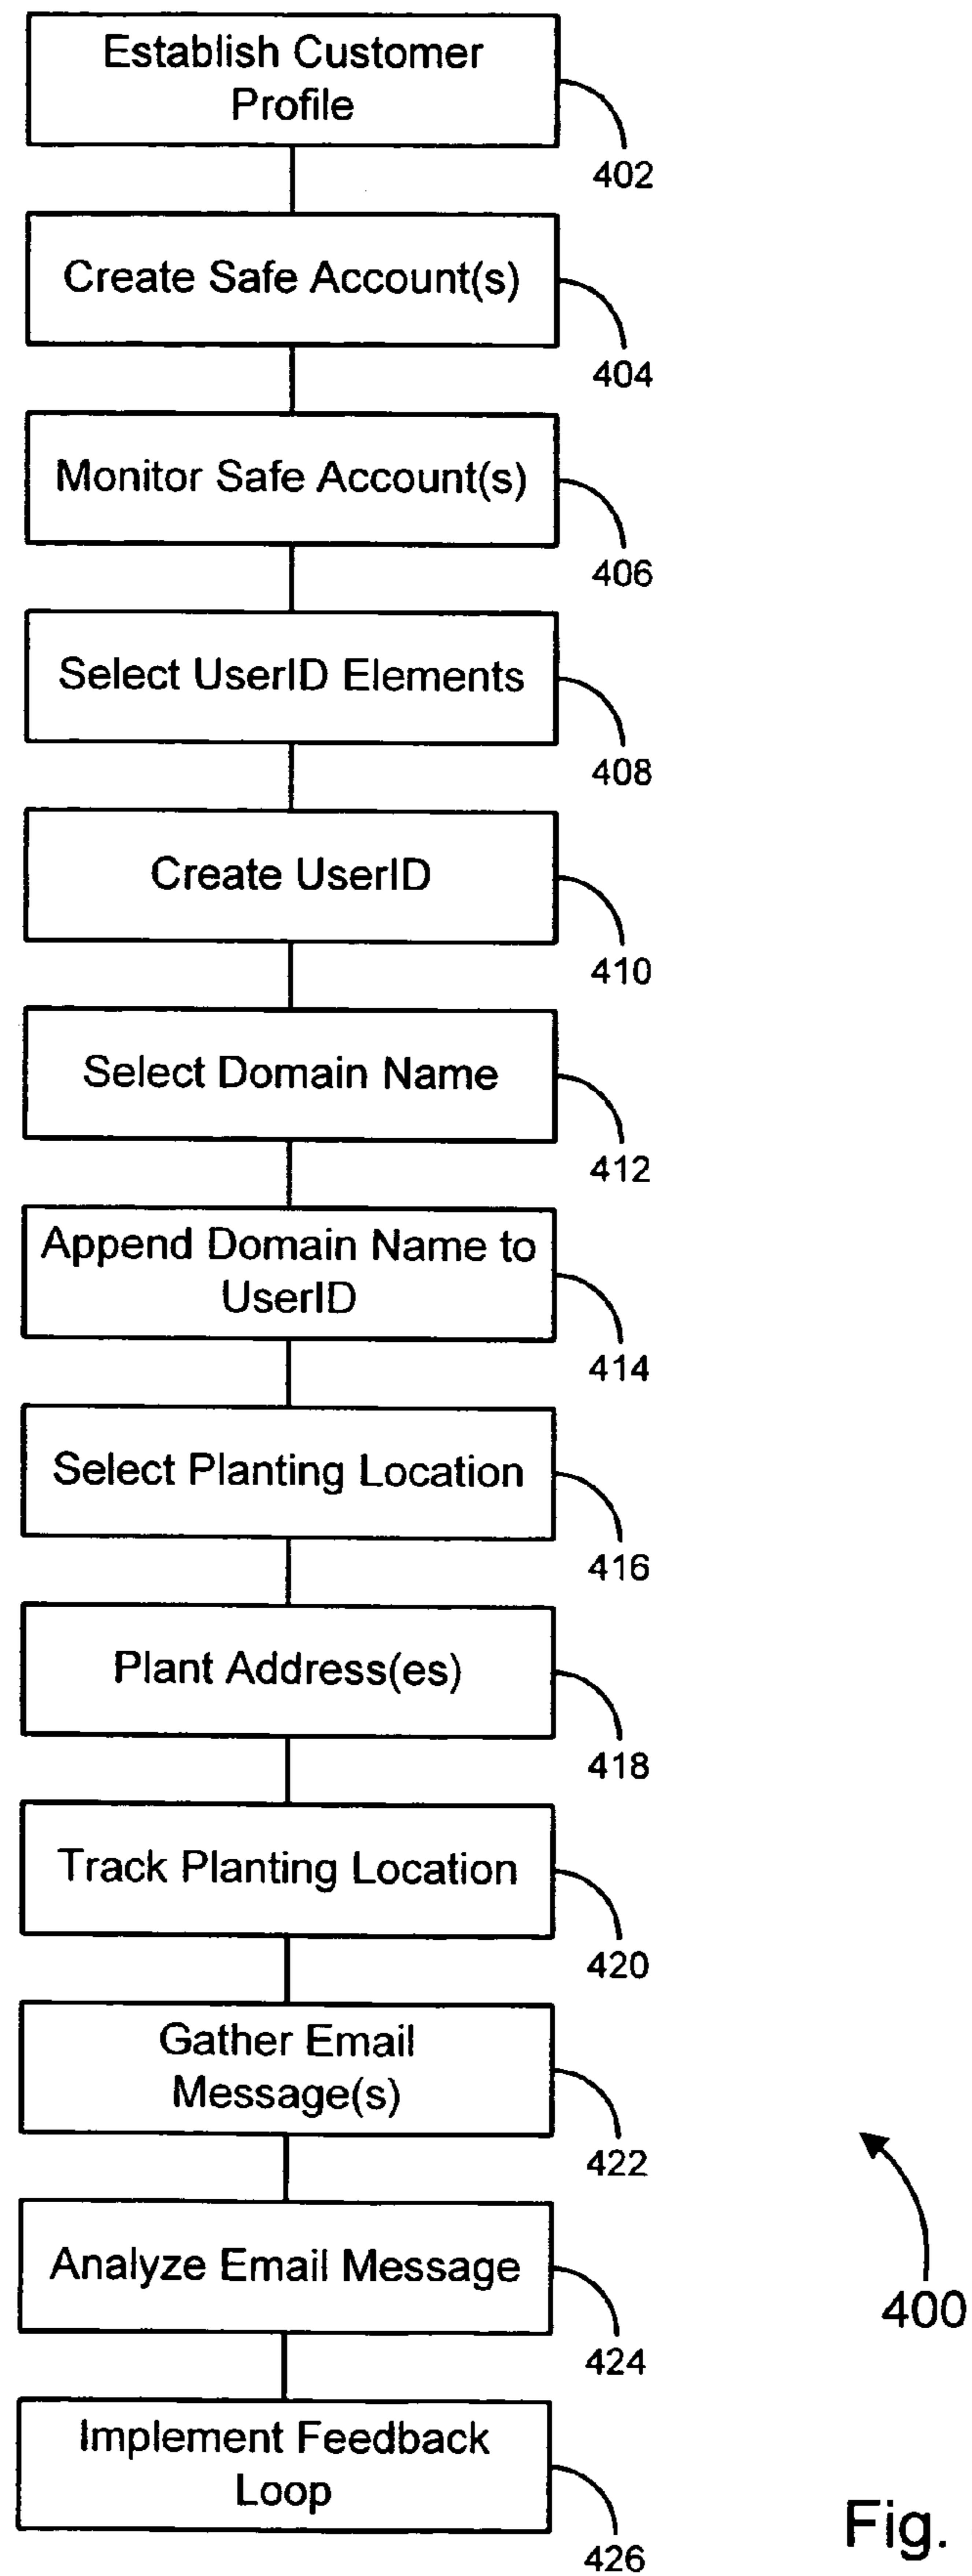 Establish Customer
Profile
402
Create Safe Account(s)
404
Monitor Safe Account(s)
406
Select UserID Elements
408
Create UserID
410
Select Domain Name
412
Append Domain Name to
UserID
414
Select Planting Location
416
Plant Address(es)
418
Track Planting Location
420
Gather Email
Message(s)
422
Analyze Email Message
424
400
Implement Feedback
Loop
426
Fig.